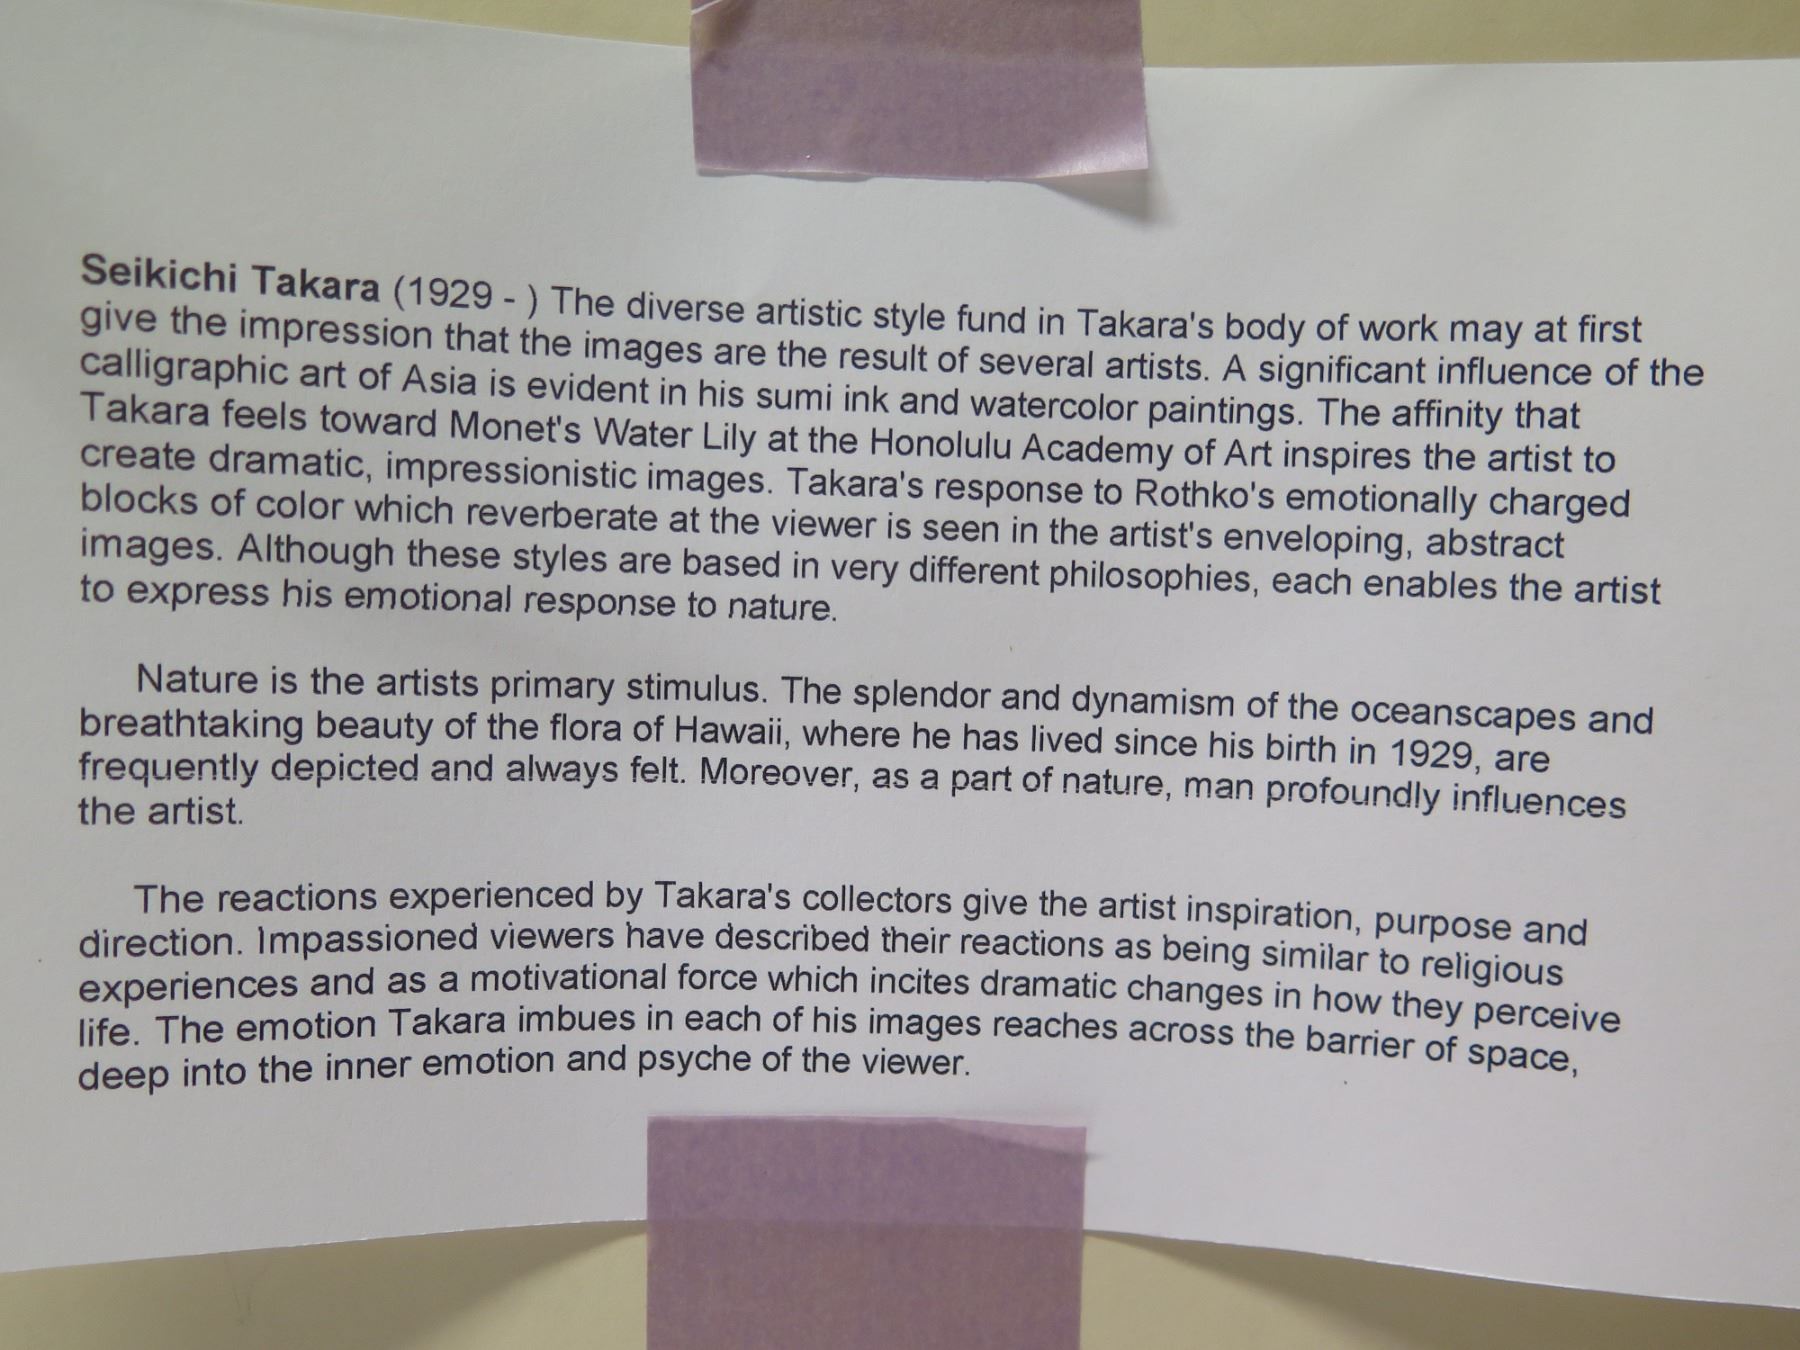 Seikichi Takara (1929 - ) The diverse artistic style fund in Takara's body of work may at first
give the impression that the images are the result of several artists. A significant influence of the
calligraphic art of Asia is evident in his sumi ink and watercolor paintings. The affinity that
Takara feels toward Monet's Water Lily at the Honolulu Academy of Art inspires the artist to
create dramatic, impressionistic images. Takara's response to Rothko's emotionally charged
blocks of color which reverberate at the viewer is seen in the artist's enveloping, abstract
images. Although these styles are based in very different philosophies, each enables the artist
to express his emotional response to nature.
Nature is the artists primary stimulus. The splendor and dynamism of the oceanscapes and
breathtaking beauty of the flora of Hawaii, where he has lived since his birth in 1929, are
frequently depicted and always felt. Moreover, as a part of nature, man profoundly influences
the artist.
The reactions experienced by Takara's collectors give the artist inspiration, purpose and
direction. Impassioned viewers have described their reactions as being similar to religious
experiences and as a motivational force which incites dramatic changes in how they perceive
life. The emotion Takara imbues in each of his images reaches across the barrier of space,
deep into the inner emotion and psyche of the viewer.